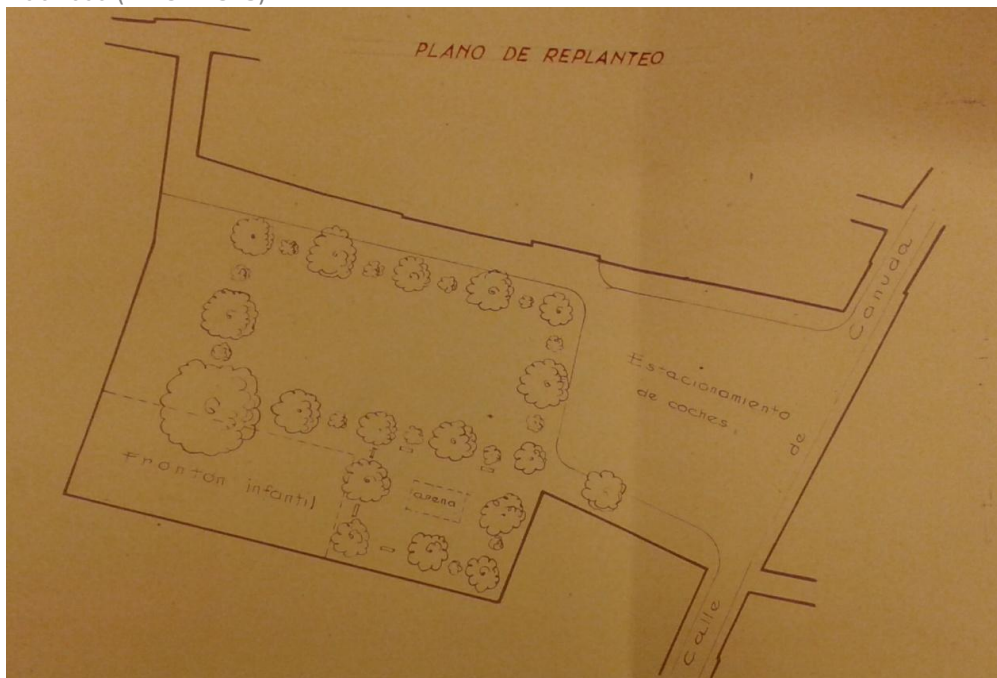 PLANO DE REPLANTEO
Estacionamiento
de coches.
Calle de Canuda
Fronton infantil
arena